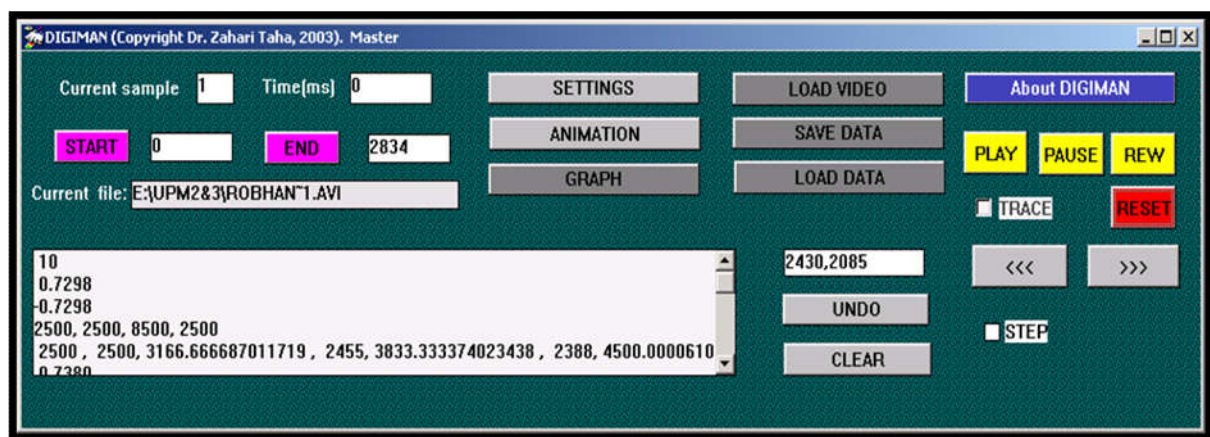 DIGIMAN (Copyright Dr. Zahari Taha, 2003). Master
Current sample 1 Time(ms) 0
SETTINGS
LOAD VIDEO
About DIGIMAN
START 0 END 2834
ANIMATION
SAVE DATA
PLAY PAUSE REW
Current file: E:\UPM2&3\ROBHAN~1.AVI
GRAPH
LOAD DATA
TRACE
RESET
10
0.7298
-0.7298
2500, 2500, 8500, 2500
2500 , 2500, 3166.666687011719 , 2455, 3833.333374023438 , 2388, 4500.0000610
0.7380
2430,2085
<<< >>>
UNDO
STEP
CLEAR